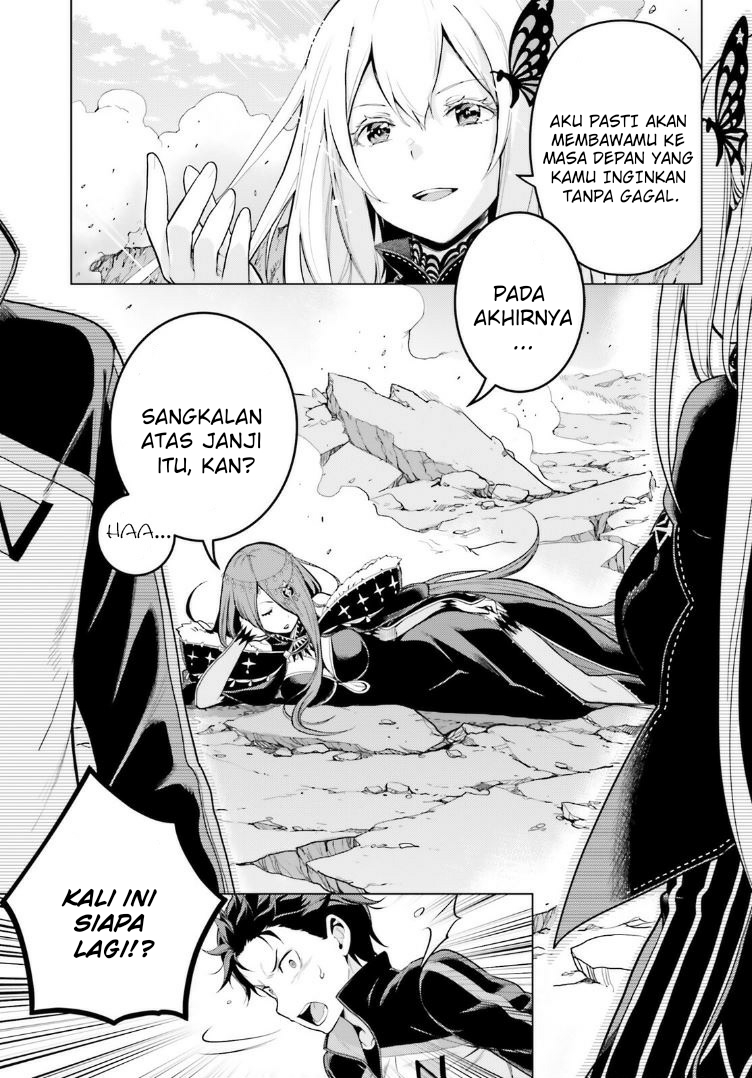 AKU PASTI AKAN
MEMBAWAMU KE
MASA DEPAN YANG
KAMU INGINKAN
TANPA GAGAL.
PADA
AKHIRNYA
...
SANGKALAN
ATAS JANJI
ITU, KAN?
HAA...
KALI INI
SIAPA
LAGI!?